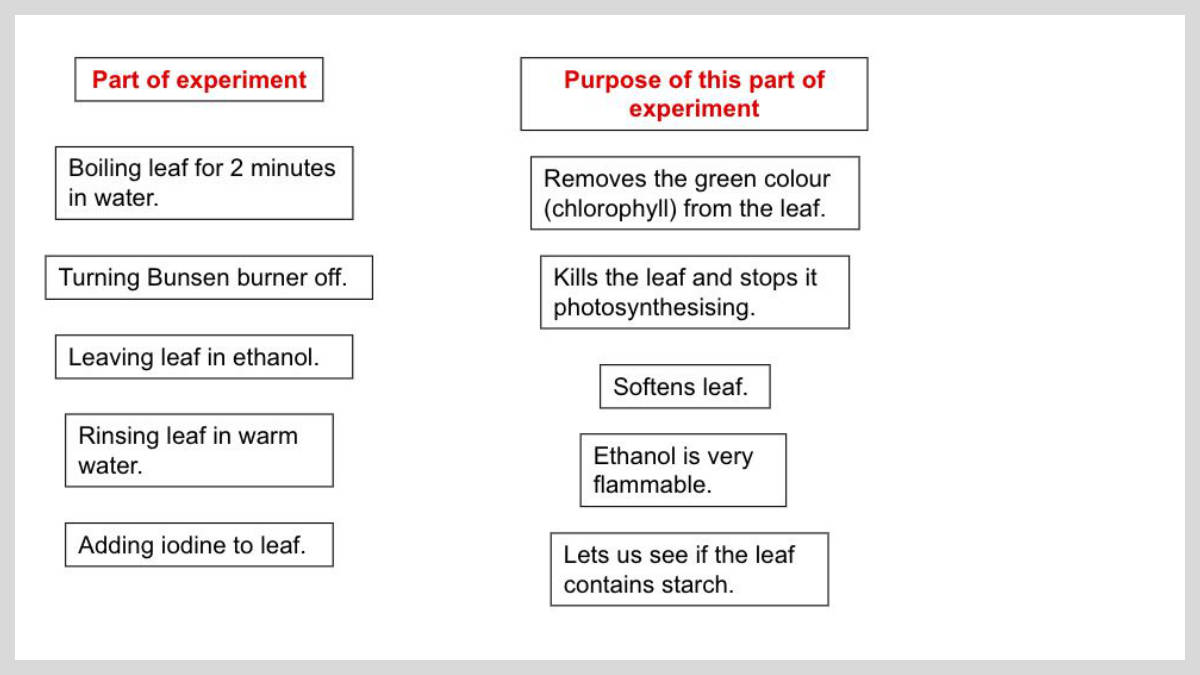 Part of experiment
Purpose of this part of
experiment
Boiling leaf for 2 minutes
in water.
Removes the green colour
(chlorophyll) from the leaf.
Turning Bunsen burner off.
Kills the leaf and stops it
photosynthesising.
Leaving leaf in ethanol.
Softens leaf.
Rinsing leaf in warm
water.
Ethanol is very
flammable.
Adding iodine to leaf.
Lets us see if the leaf
contains starch.